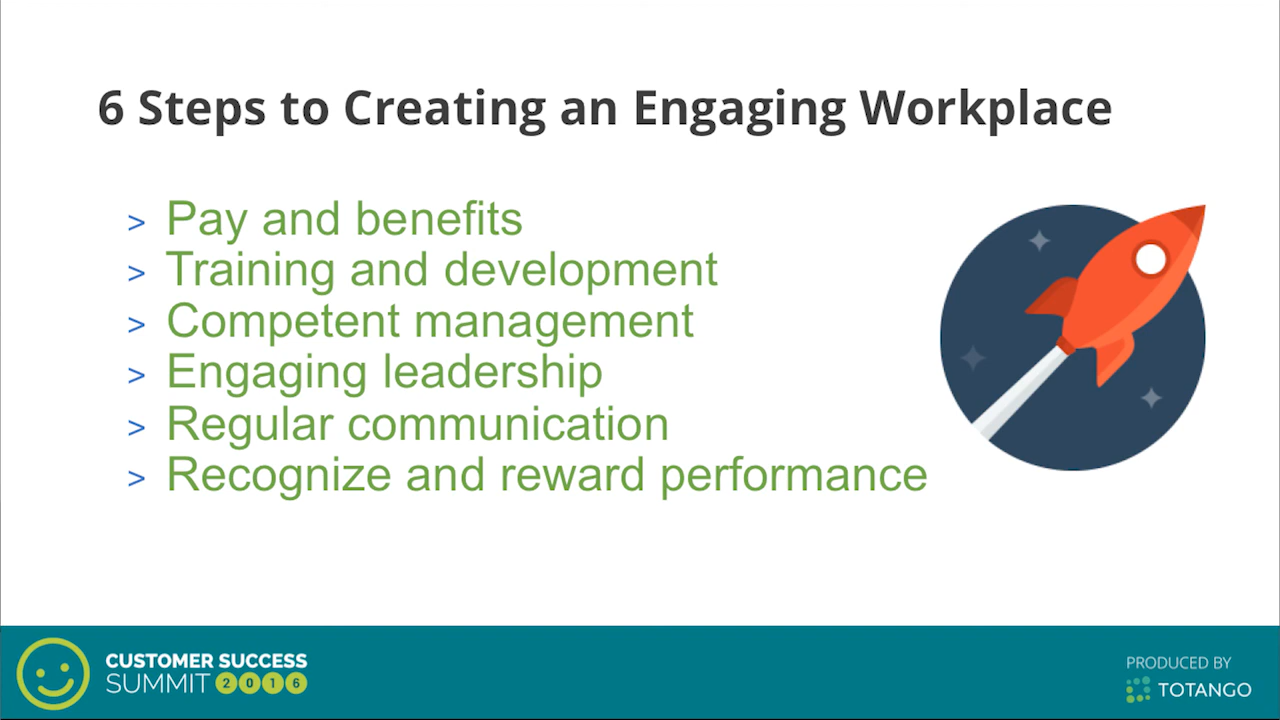 6 Steps to Creating an Engaging Workplace
> Pay and benefits
> Training and development
> Competent management
> Engaging leadership
> Regular communication
> Recognize and reward performance
CUSTOMER SUCCESS
SUMMIT 2016
PRODUCED BY
TOTANGO